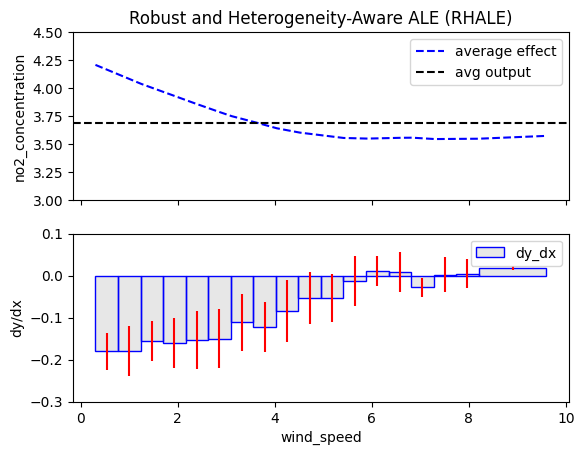 Robust and Heterogeneity-Aware ALE (RHALE)
4.50
4.25
4.00
3.75
3.50
3.25
3.00
no2_concentration
average effect
avg output
0.1
0.0
−0.1
−0.2
−0.3
dy/dx
dy_dx
0
2
4
6
8
10
wind_speed